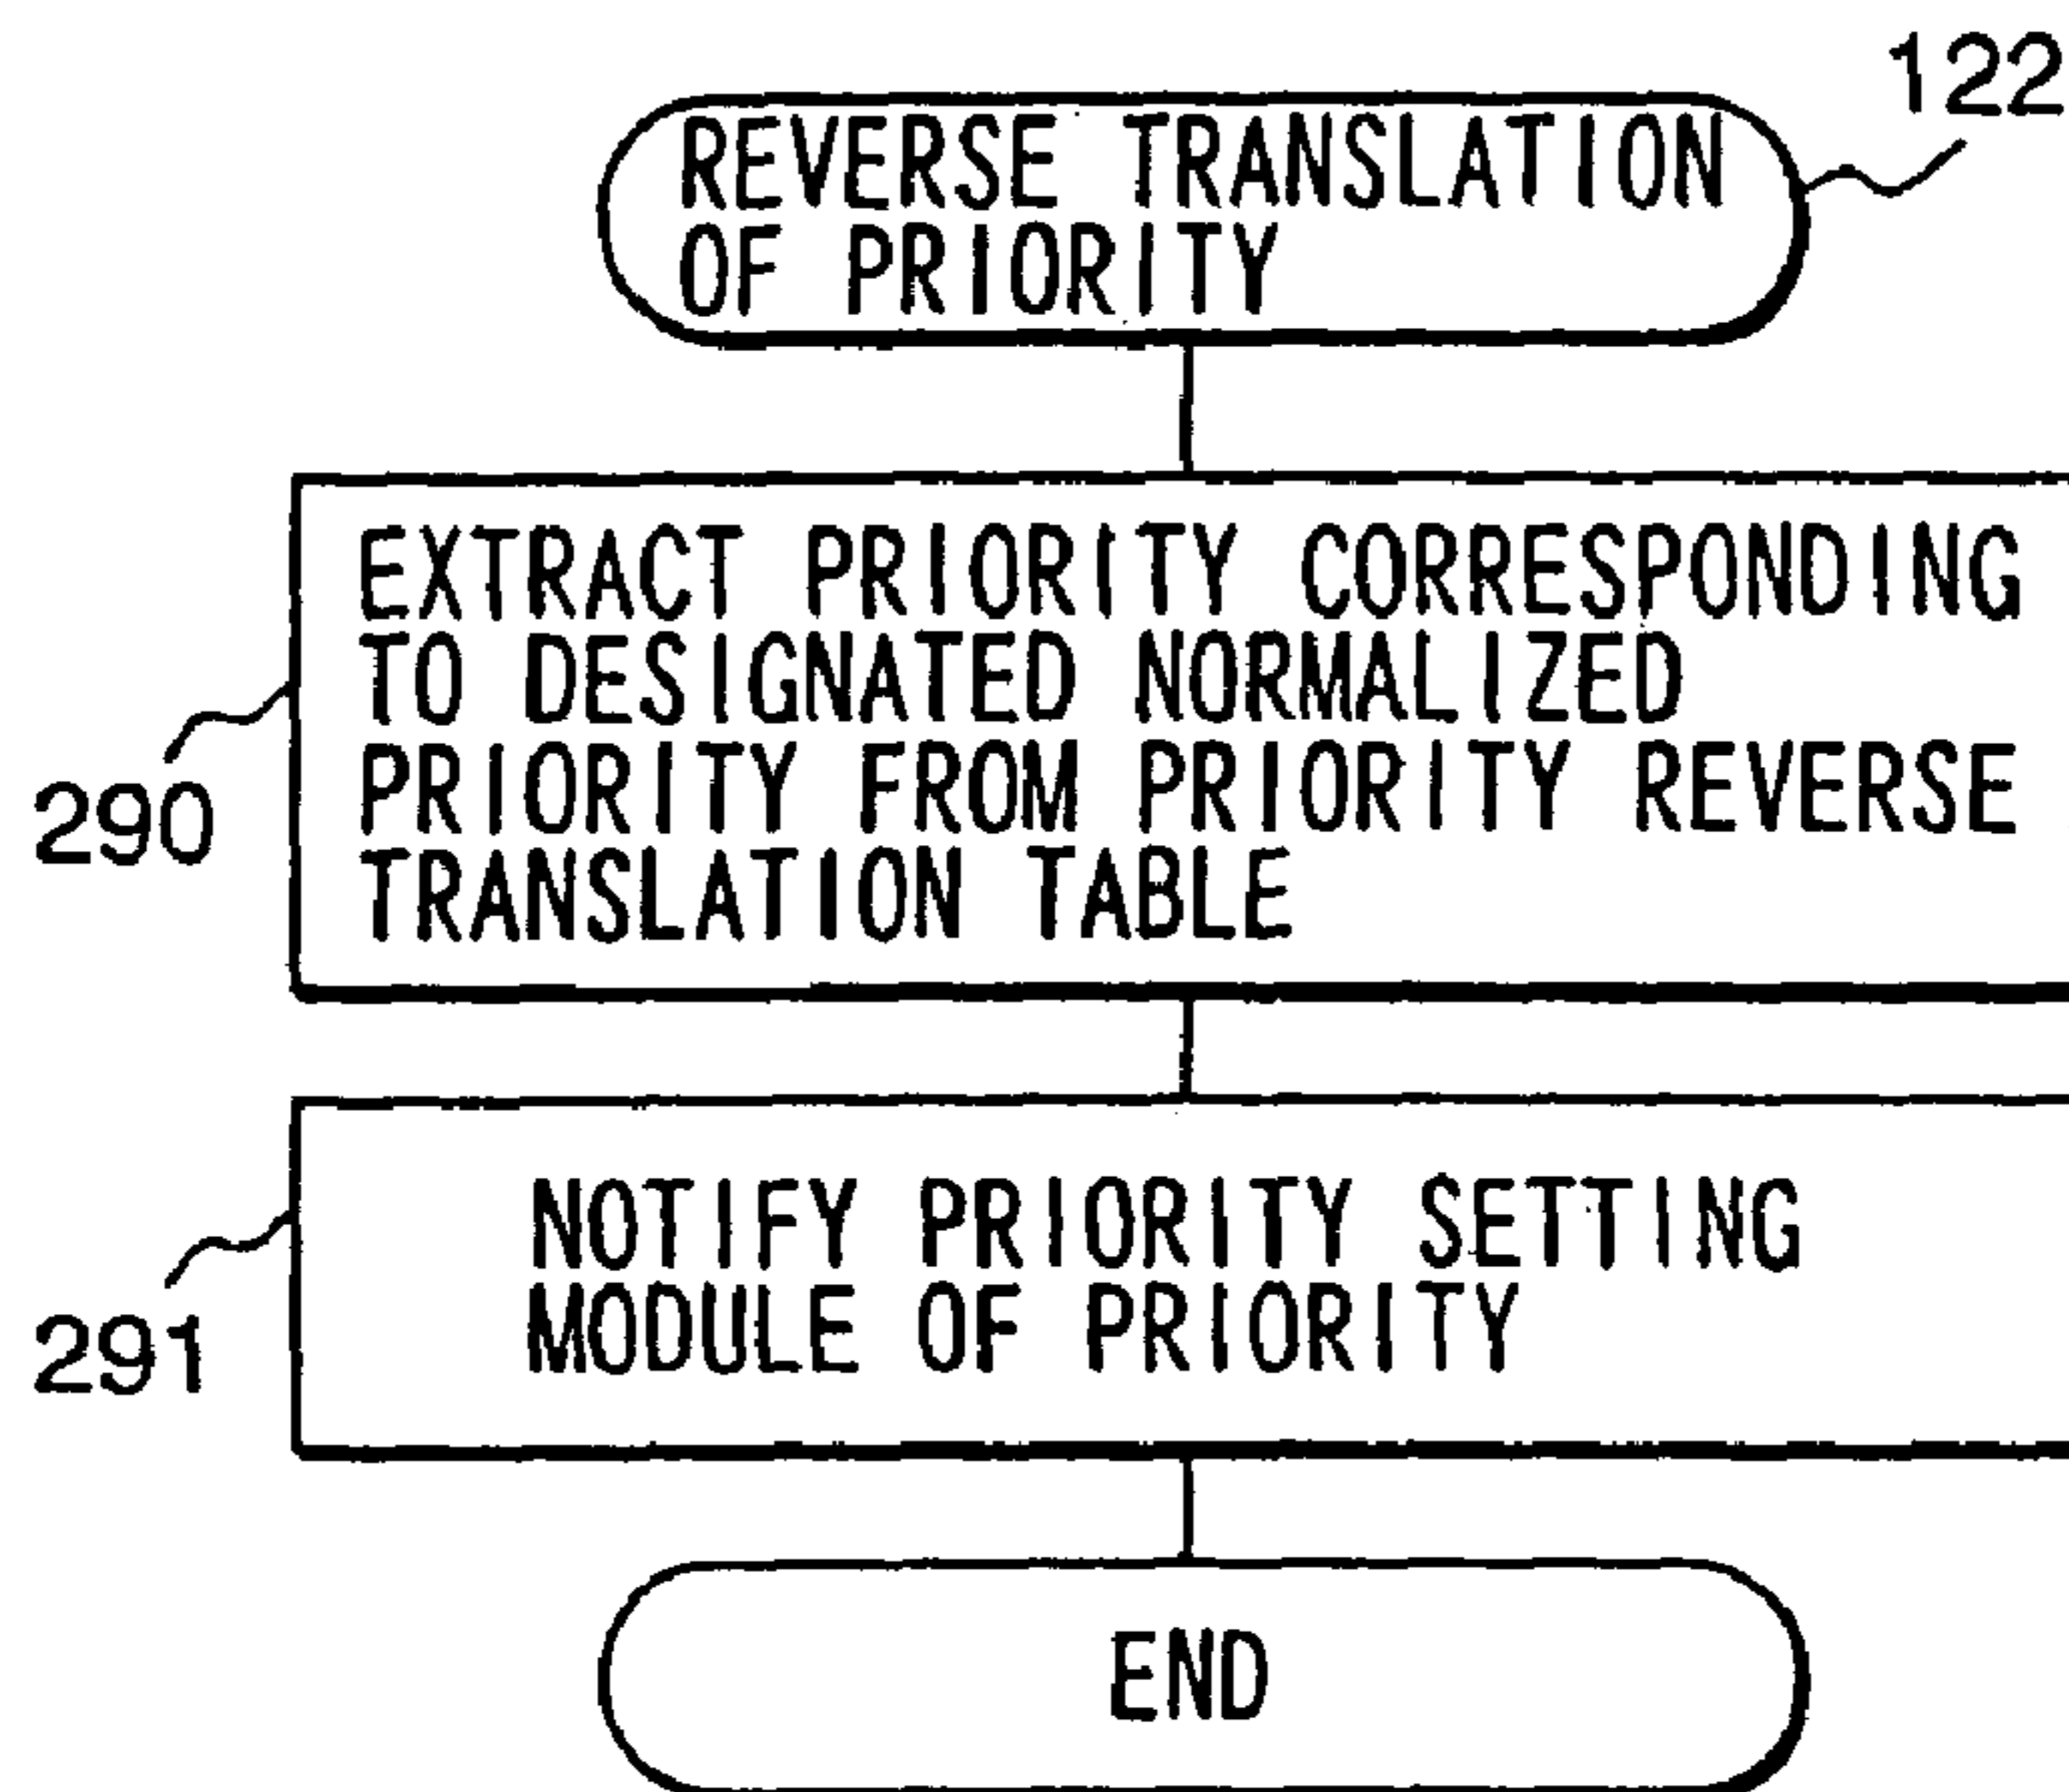 122
REVERSE TRANSLATION
OF PRIORITY
EXTRACT PRIORITY CORRESPONDING
TO DESIGNATED NORMALIZED
PRIORITY FROM PRIORITY REVERSE
TRANSLATION TABLE
290
NOTIFY PRIORITY SETTING
MODULE OF PRIORITY
291
END